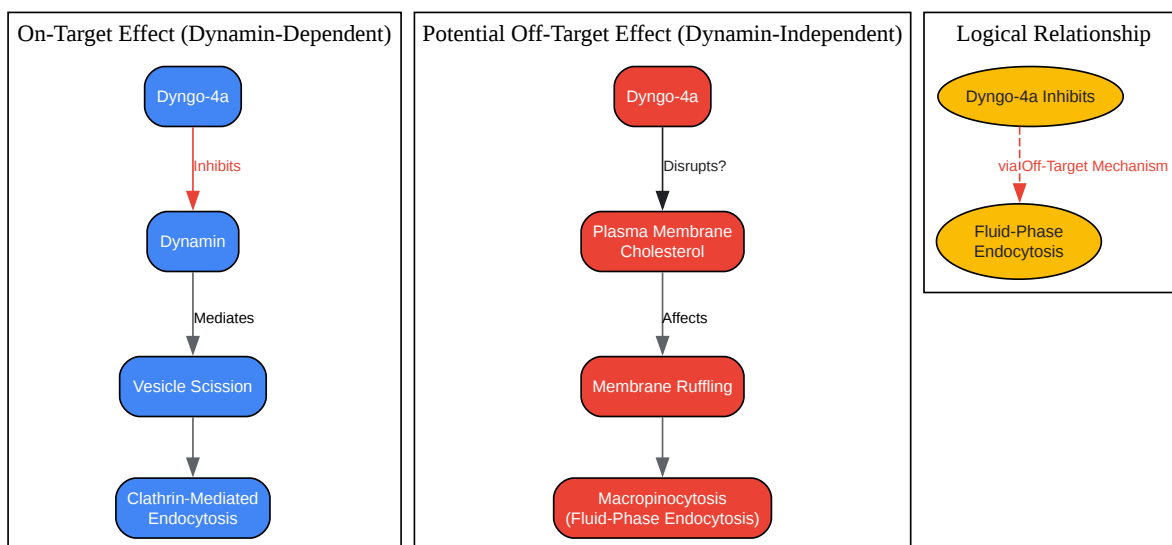 On-Target Effect (Dynamin-Dependent)
Dyngo-4a
Inhibits
Dynamin
Mediates
Vesicle Scission
Clathrin-Mediated
Endocytosis
Potential Off-Target Effect (Dynamin-Independent)
Dyngo-4a
Disrupts?
Plasma Membrane
Cholesterol
Affects
Membrane Ruffling
Macropinocytosis
(Fluid-Phase Endocytosis)
Logical Relationship
Dyngo-4a Inhibits
via Off-Target Mechanism
Fluid-Phase
Endocytosis